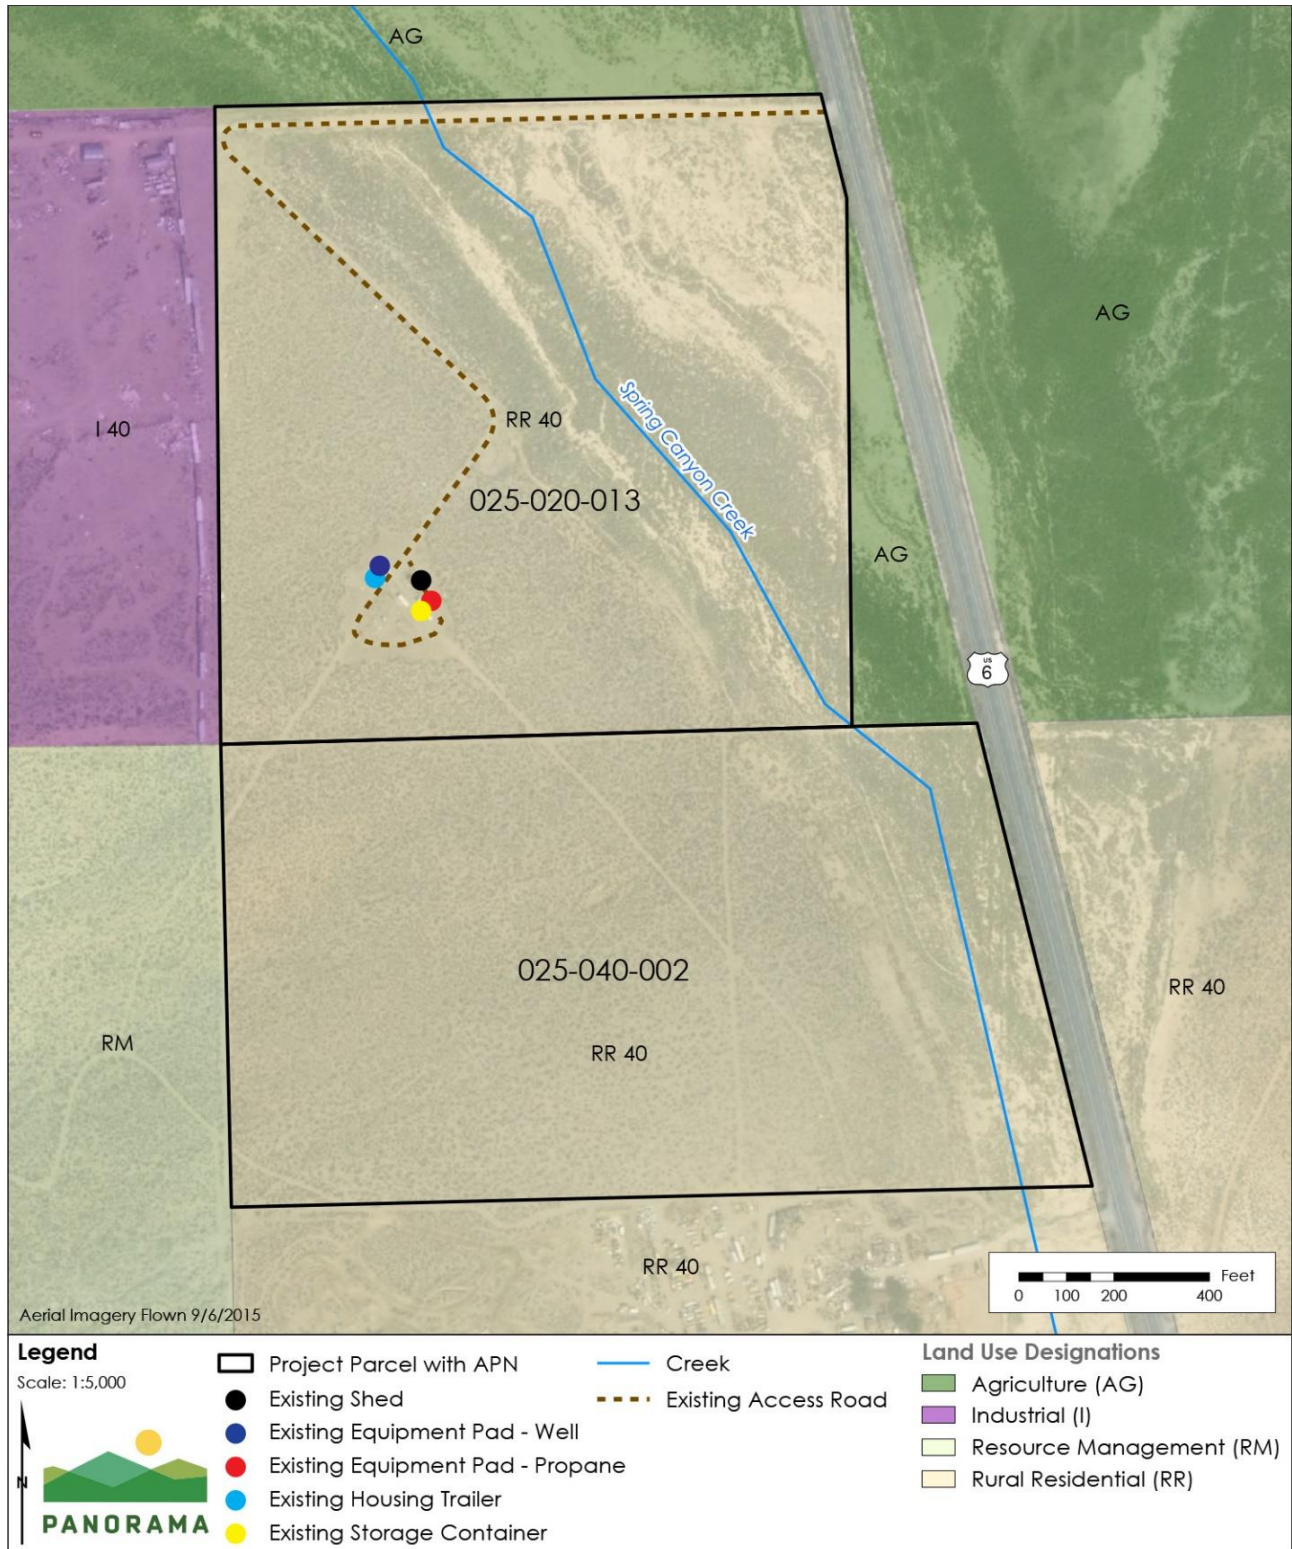 AG
AG
I 40
RR 40
Spring Canyon Creek
025-020-013
AG
US
6
025-040-002
RR 40
RM
RR 40
RR 40
Feet
0 100 200 400
Aerial Imagery Flown 9/6/2015
Legend
Scale: 1:5,000
N
PANORAMA
Project Parcel with APN
Existing Shed
Existing Equipment Pad - Well
Existing Equipment Pad - Propane
Existing Housing Trailer
Existing Storage Container
Creek
Existing Access Road
Land Use Designations
Agriculture (AG)
Industrial (I)
Resource Management (RM)
Rural Residential (RR)